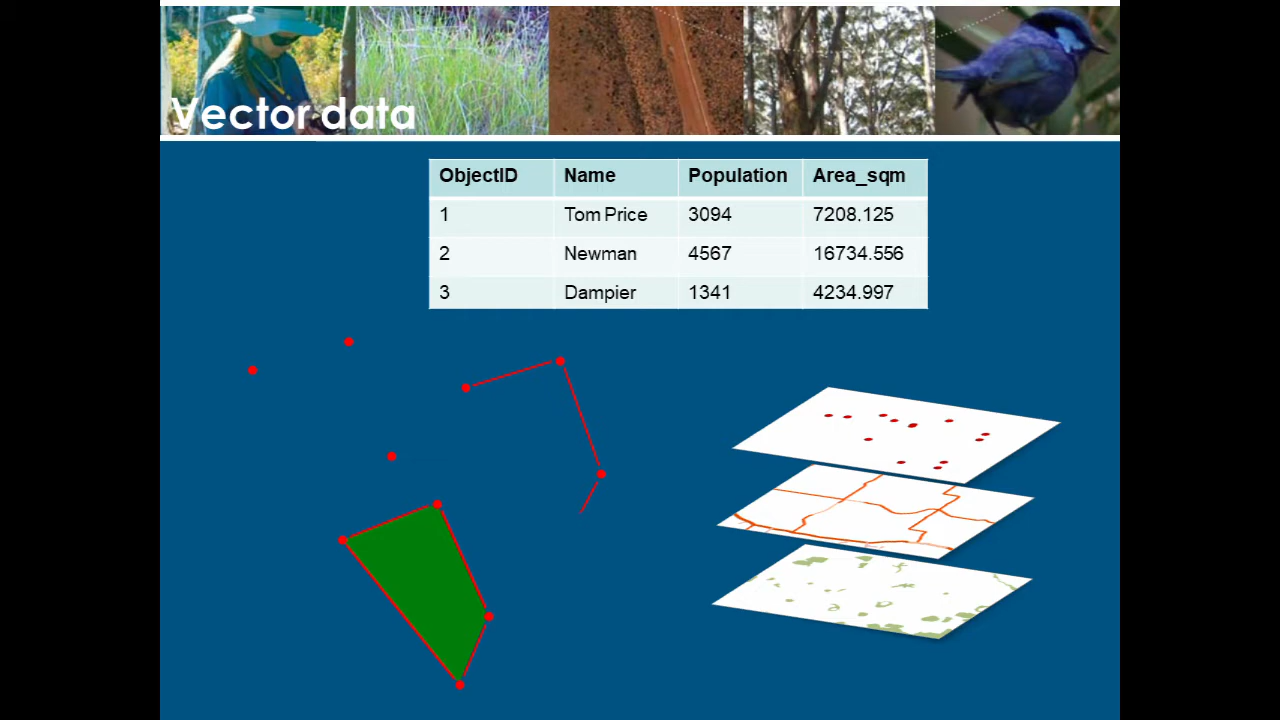 Vector data
ObjectID Name Population Area_sqm
1 Tom Price 3094 7208.125
2 Newman 4567 16734.556
3 Dampier 1341 4234.997